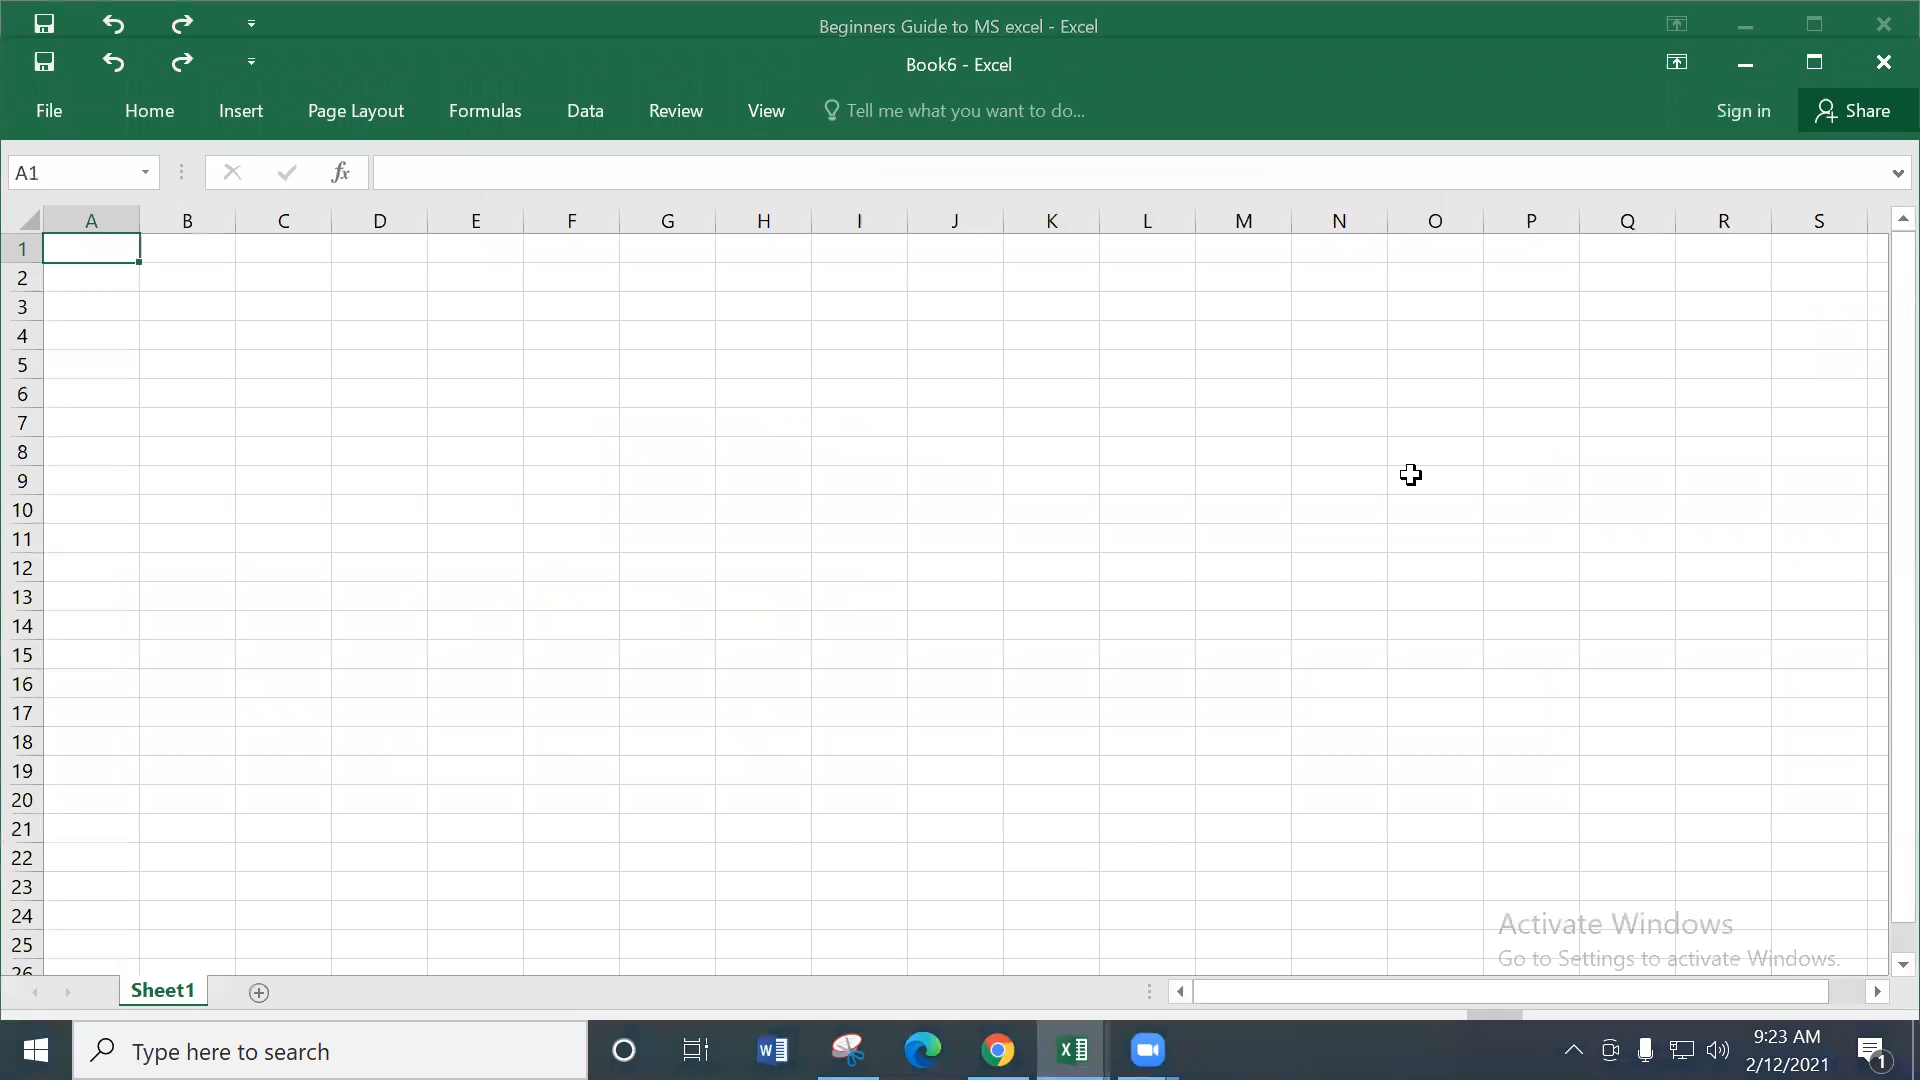 Beginners Guide to MS excel - Excel
Book6 - Excel
File Home Insert Page Layout Formulas Data Review View Tell me what you want to do... Sign in Share
A1 fx
A B C D E F G H I J K L M N O P Q R S
1
2
3
4
5
6
7
8
9
10
11
12
13
14
15
16
17
18
19
20
21
22
23
24
25
26
Activate Windows
Go to Settings to activate Windows.
Sheet1
Type here to search
9:23 AM
2/12/2021
1